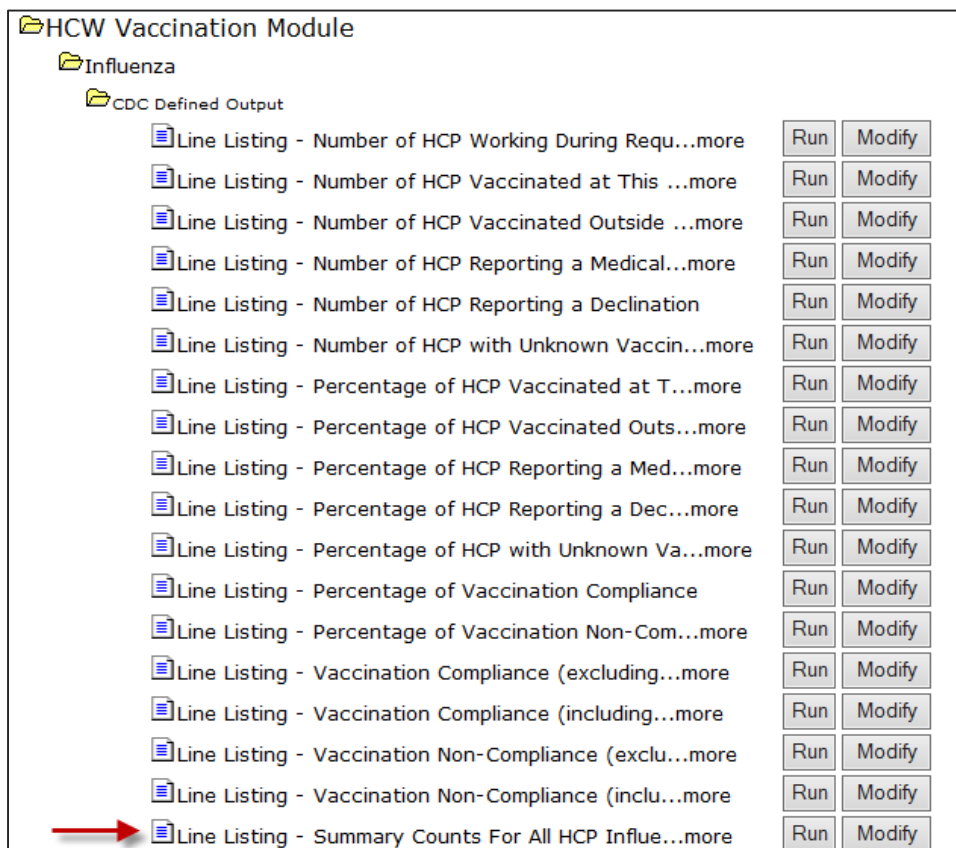 HCW Vaccination Module
Influenza
CDC Defined Output
Line Listing - Number of HCP Working During Requ...more Run Modify
Line Listing - Number of HCP Vaccinated at This ...more Run Modify
Line Listing - Number of HCP Vaccinated Outside ...more Run Modify
Line Listing - Number of HCP Reporting a Medical...more Run Modify
Line Listing - Number of HCP Reporting a Declination Run Modify
Line Listing - Number of HCP with Unknown Vaccin...more Run Modify
Line Listing - Percentage of HCP Vaccinated at T...more Run Modify
Line Listing - Percentage of HCP Vaccinated Outs...more Run Modify
Line Listing - Percentage of HCP Reporting a Med...more Run Modify
Line Listing - Percentage of HCP Reporting a Dec...more Run Modify
Line Listing - Percentage of HCP with Unknown Va...more Run Modify
Line Listing - Percentage of Vaccination Compliance Run Modify
Line Listing - Percentage of Vaccination Non-Com...more Run Modify
Line Listing - Vaccination Compliance (excluding...more Run Modify
Line Listing - Vaccination Compliance (including...more Run Modify
Line Listing - Vaccination Non-Compliance (exclu...more Run Modify
Line Listing - Vaccination Non-Compliance (inclu...more Run Modify
Line Listing - Summary Counts For All HCP Influe...more Run Modify